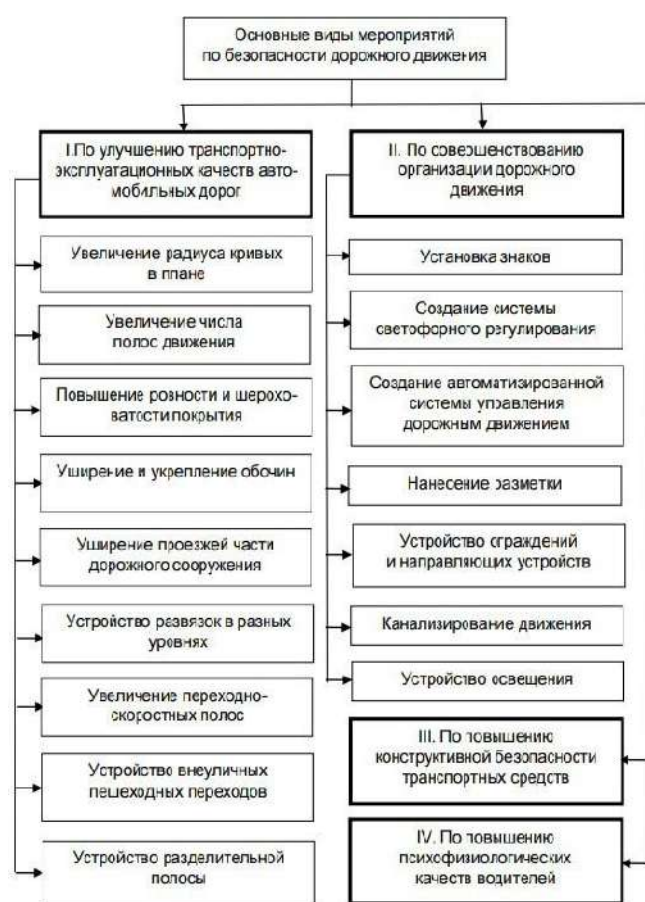 Основные виды мероприятий
по безопасности дорожного движения
I.По улучшению транспортно-
эксплуатационных качеств авто-
мобильных дорог
Увеличение радиуса кривых
в плане
Увеличение числа
полос движения
Повышение ровности и шерохо-
ватости покрытия
Уширение и укрепление обочин
Уширение проезжей части
дорожного сооружения
Устройство развязок в разных
уровнях
Увеличение переходно-
скоростных полос
Устройство внеуличных
пешеходных переходов
Устройство разделительной
полосы
II. По совершенствованию
организации дорожного
движения
Установка знаков
Создание системы
светофорного регулирования
Создание автоматизированной
системы управления
дорожным движением
Нанесение разметки
Устройство ограждений
и направляющих устройств
Канализирование движения
Устройство освещения
III. По повышению
конструктивной безопасности
транспортных средств
IV. По повышению
психофизиологических
качеств водителей